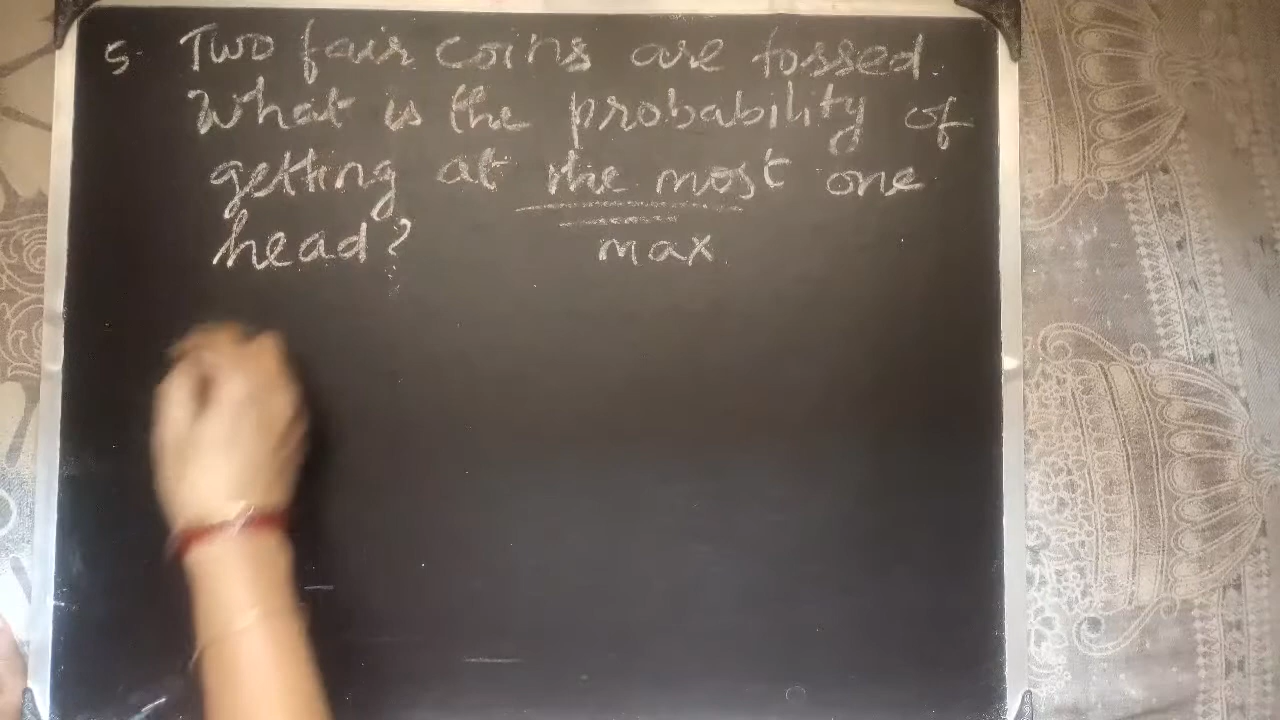 5. Two fair coins are tossed.
What is the probability of
getting at the most one
head?
max